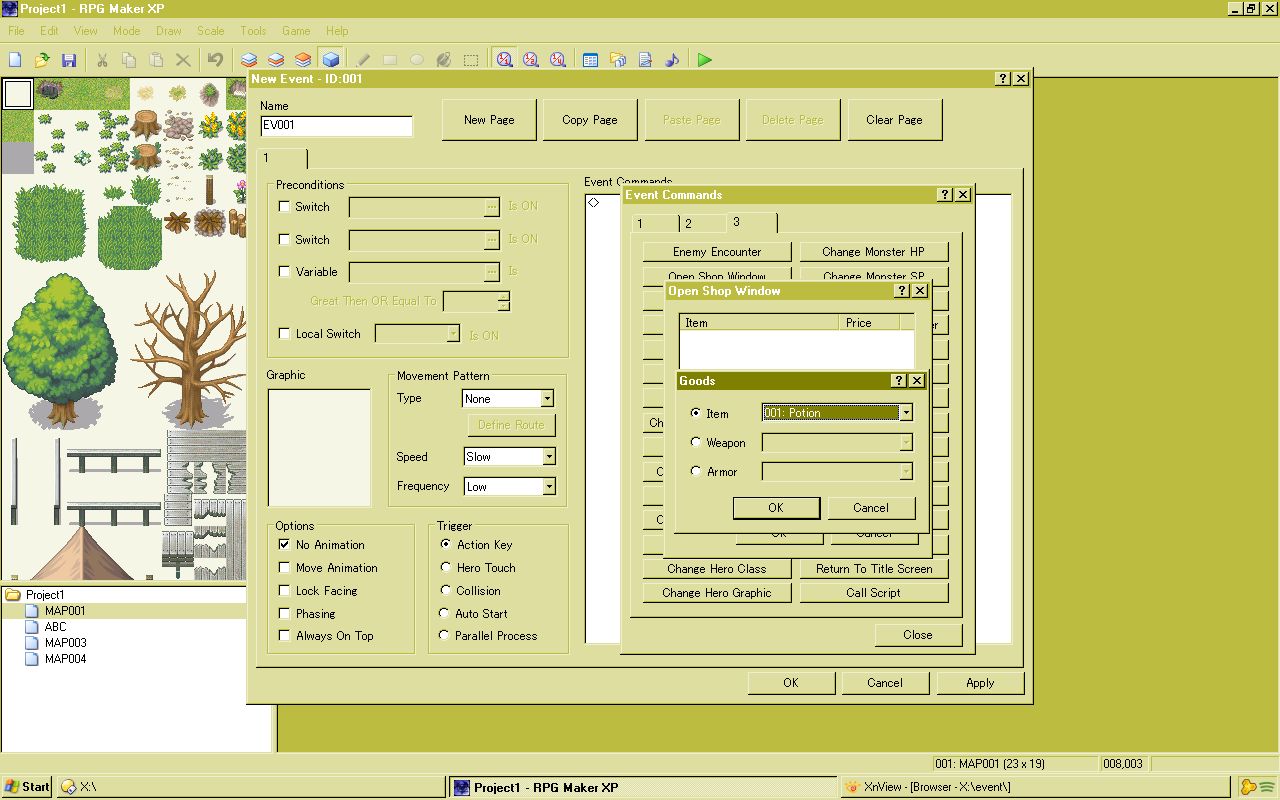 Project1 - RPG Maker XP
File Edit View Mode Draw Scale Tools Game Help
New Event - ID:001
Name
EV001
New Page Copy Page Paste Page Delete Page Clear Page
1
Preconditions
Switch Is ON
Switch Is ON
Variable Is
Great Then OR Equal To
Local Switch Is ON
Graphic
Movement Pattern
Type None
Define Route
Speed Slow
Frequency Low
Options
No Animation
Move Animation
Lock Facing
Phasing
Always On Top
Trigger
Action Key
Hero Touch
Collision
Auto Start
Parallel Process
Event Commands
Event Commands
1 2 3
Enemy Encounter Change Monster HP
Open Shop Window Change Monster SP
Open Shop Window
Item Price
Goods
Item 001: Potion
Weapon
Armor
OK Cancel
OK Cancel
Change Hero Class Return To Title Screen
Change Hero Graphic Call Script
Close
OK Cancel Apply
Project1
MAP001
ABC
MAP003
MAP004
001: MAP001 (23 x 19) 008,003
Start X:\ Project1 - RPG Maker XP XnView - [Browser - X:\event\]